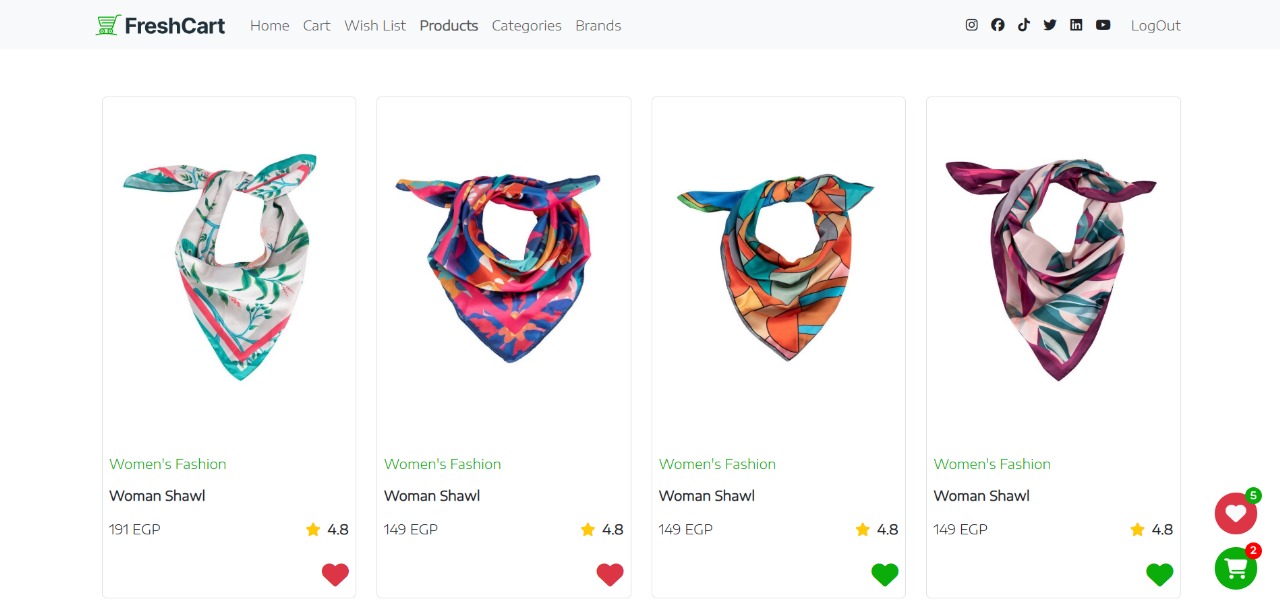 FreshCart Home Cart Wish List Products Categories Brands LogOut
Women's Fashion Women's Fashion Women's Fashion Women's Fashion
Woman Shawl Woman Shawl Woman Shawl Woman Shawl
191 EGP 4.8 149 EGP 4.8 149 EGP 4.8 149 EGP 4.8
5
2